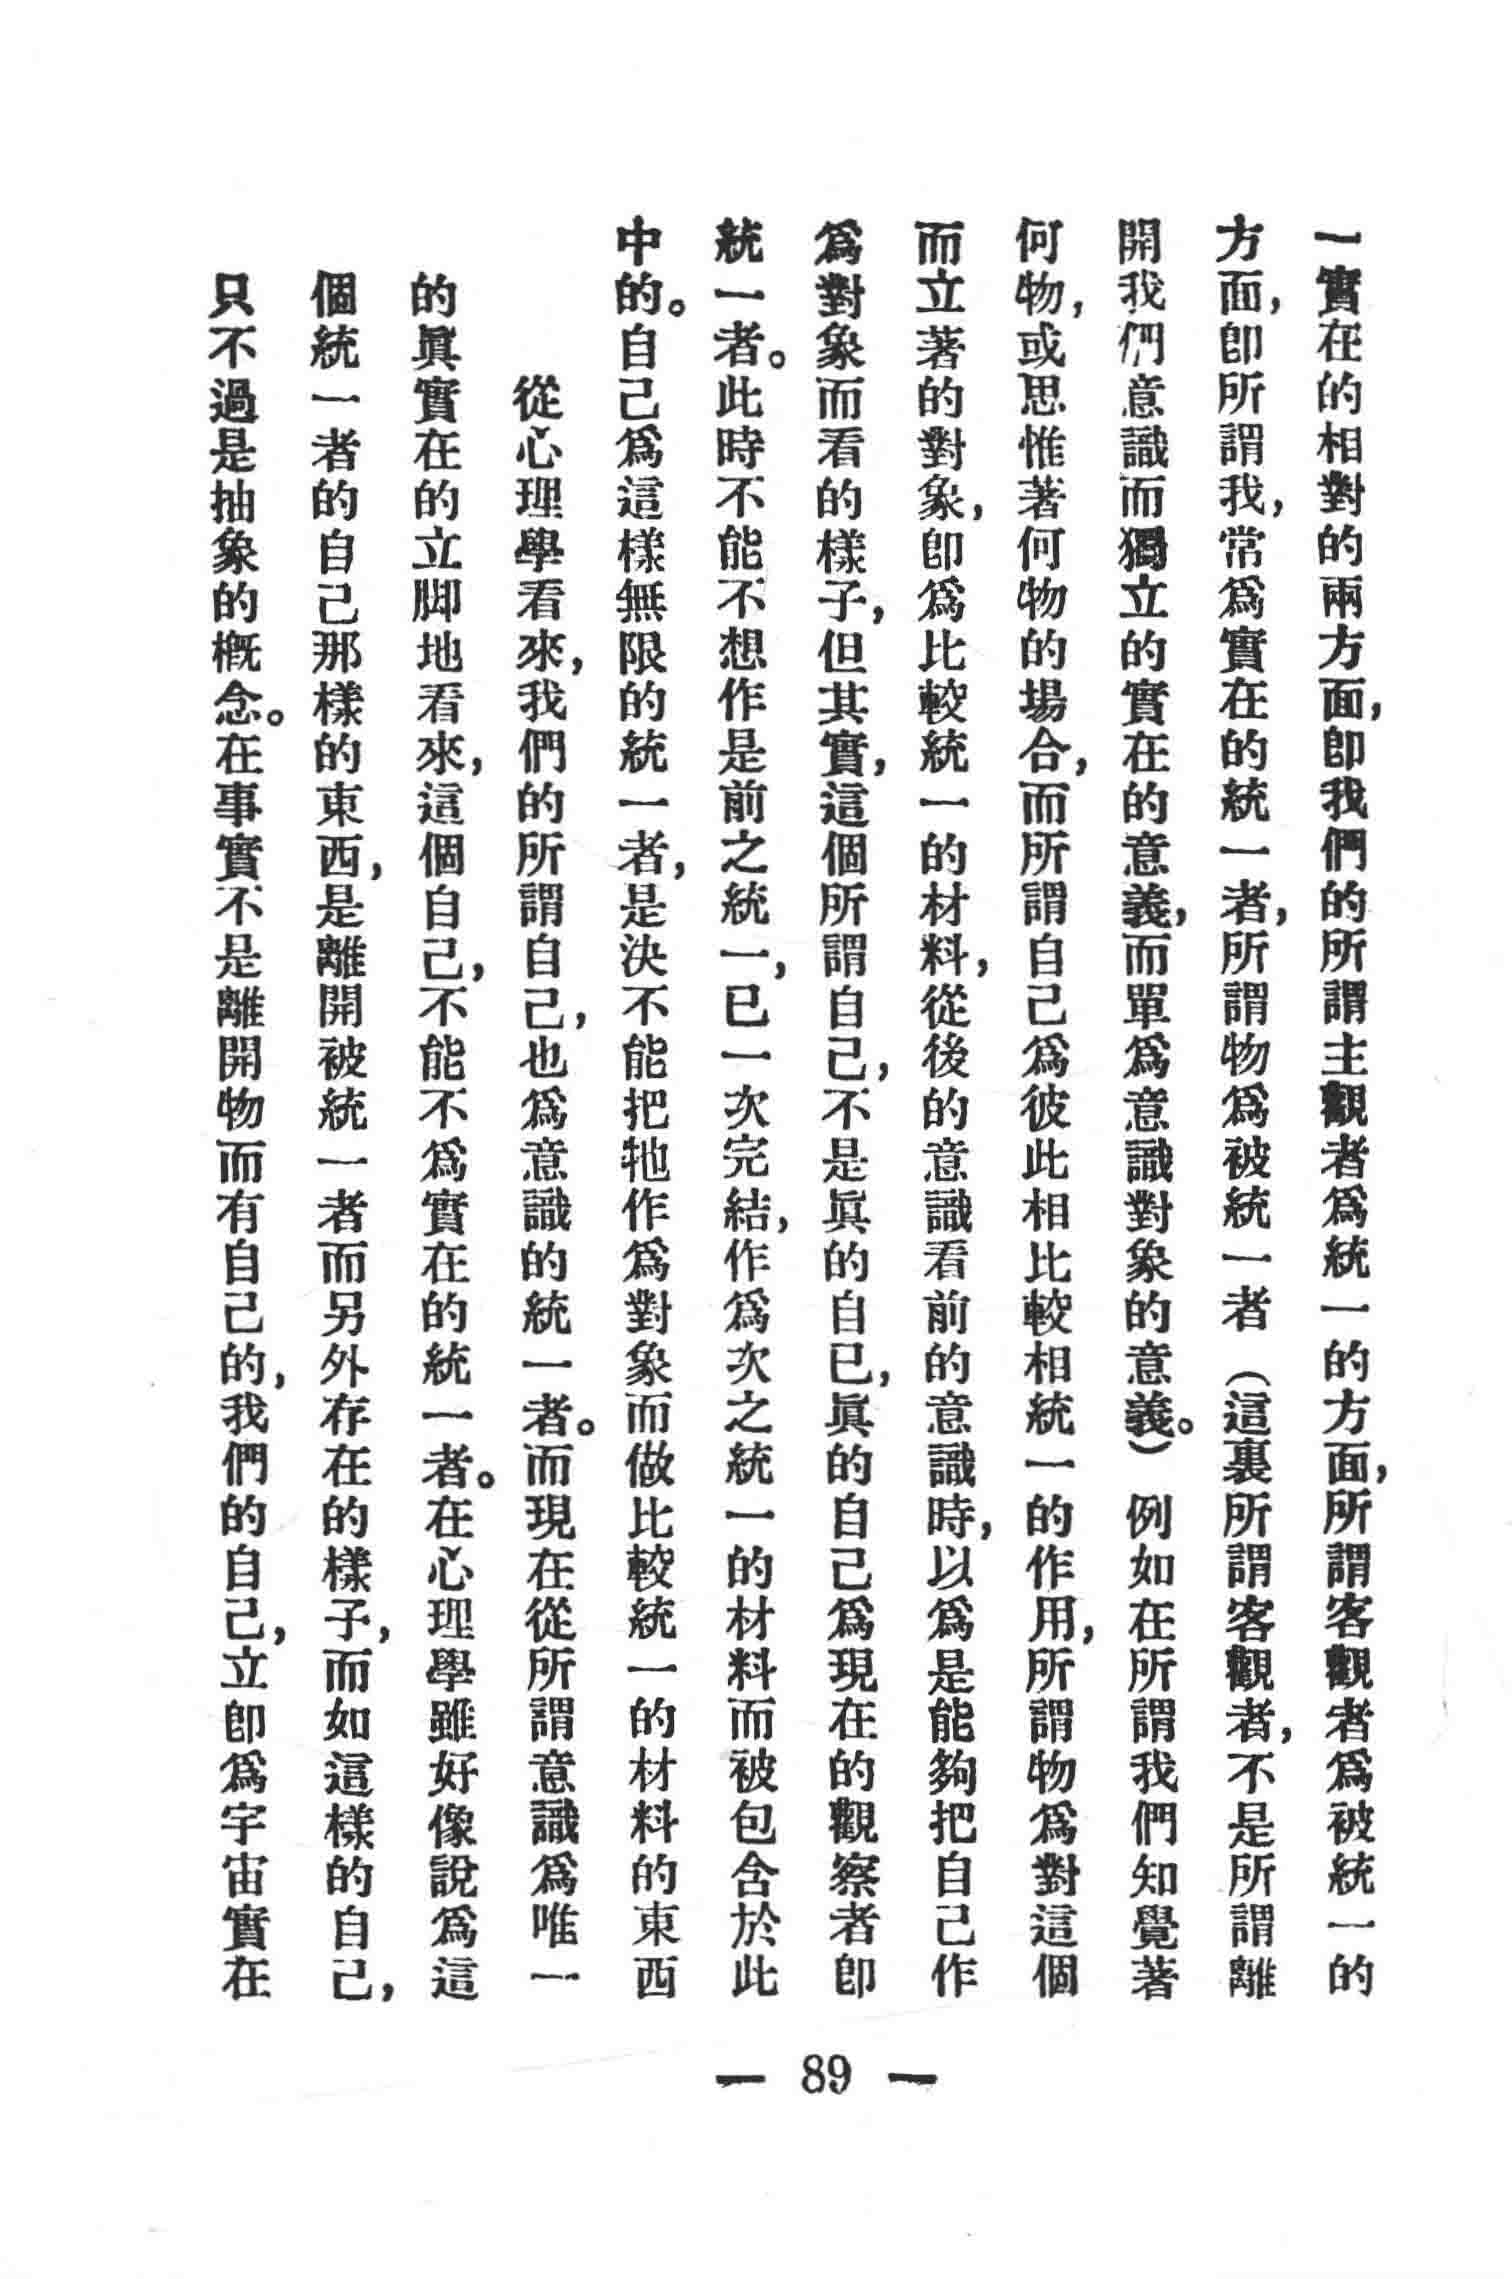 一實在的相對的兩方面，卽我們的所謂主觀者爲統一的方面，所謂客觀者爲被統一的
方面，卽所謂我，常爲實在的統一者，所謂物爲被統一者（這裏所謂客觀者，不是所謂離
開我們意識而獨立的實在的意義，而單爲意識對象的意義。）例如在所謂我們知覺著
何物，或思惟著何物的場合，而所謂自己爲彼此相比較相統一的作用，所謂物爲對這個
而立著的對象，卽爲比較統一的材料，從後的意識看前的意識時，以爲是能夠把自己作
爲對象而看的樣子，但其實，這個所謂自己，不是眞的自已，眞的自己爲現在的觀察者卽
統一者。此時不能不想作是前之統一，已一次完結，作爲次之統一的材料而被包含於此
中的。自己爲這樣無限的統一者，是決不能把牠作爲對象而做比較統一的材料的東西
從心理學看來，我們的所謂自己，也爲意識的統一者。而現在從所謂意識爲唯一
的眞實在的立脚地看來，這個自己，不能不爲實在的統一者。在心理學雖好像說爲這
個統一者的自己那樣的東西，是離開被統一者而另外存在的樣子，而如這樣的自己，
只不過是抽象的槪念。在事實不是離開物而有自己的，我們的自己，立卽爲宇宙實在
— 89 —